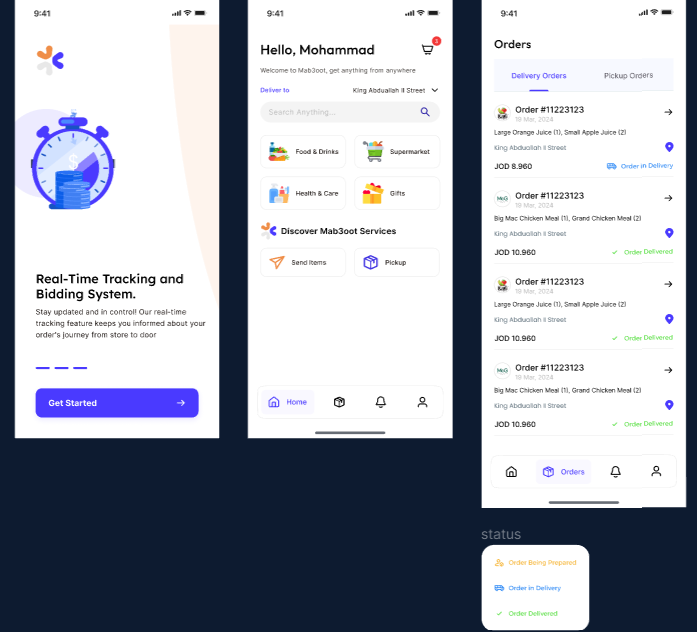 9:41
Real-Time Tracking and
Bidding System.
Stay updated and in control! Our real-time
tracking feature keeps you informed about your
order's journey from store to door
Get Started
9:41
Hello, Mohammad
1
Welcome to Mab3oot, get anything from anywhere
Deliver to
King Abduallah II Street
Search Anything...
Food & Drinks
Supermarket
Health & Care
Gifts
Discover Mab3oot Services
Send Items
Pickup
Home
9:41
Orders
Delivery Orders
Pickup Orders
Order #11223123
19 Mar, 2024
Large Orange Juice (1), Small Apple Juice (2)
King Abduallah II Street
JOD 8.960
Order in Delivery
Order #11223123
19 Mar, 2024
Big Mac Chicken Meal (1), Grand Chicken Meal (2)
King Abduallah II Street
JOD 10.960
Order Delivered
Order #11223123
19 Mar, 2024
Large Orange Juice (1), Small Apple Juice (2)
King Abduallah II Street
JOD 10.960
Order Delivered
Order #11223123
19 Mar, 2024
Big Mac Chicken Meal (1), Grand Chicken Meal (2)
King Abduallah II Street
JOD 10.960
Order Delivered
Orders
status
Order Being Prepared
Order in Delivery
Order Delivered